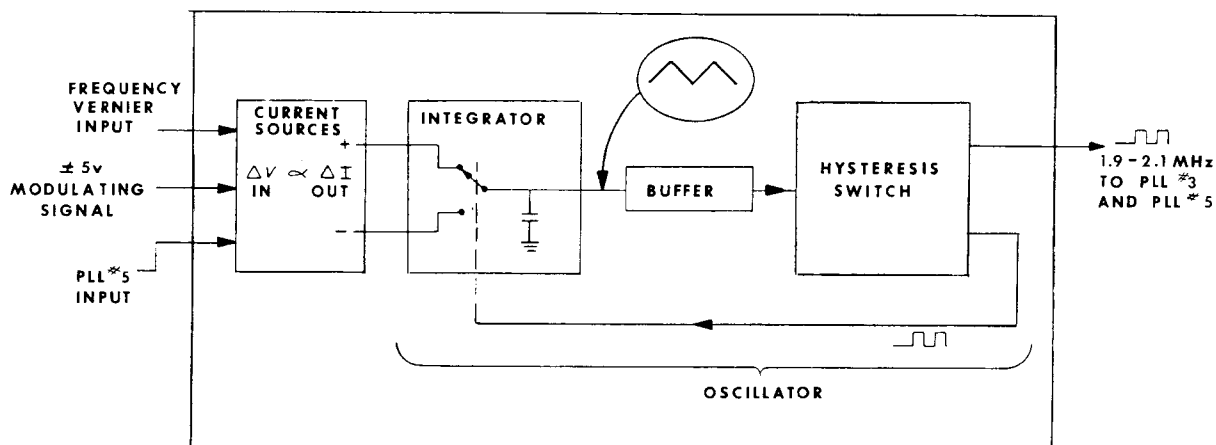 FREQUENCY
VERNIER
INPUT
± 5v
MODULATING
SIGNAL
PLL #5
INPUT
CURRENT
SOURCES
+
ΔV ∝ ΔI
IN OUT
−
INTEGRATOR
BUFFER
HYSTERESIS
SWITCH
1.9 – 2.1 MHz
TO PLL #3
AND PLL #5
OSCILLATOR